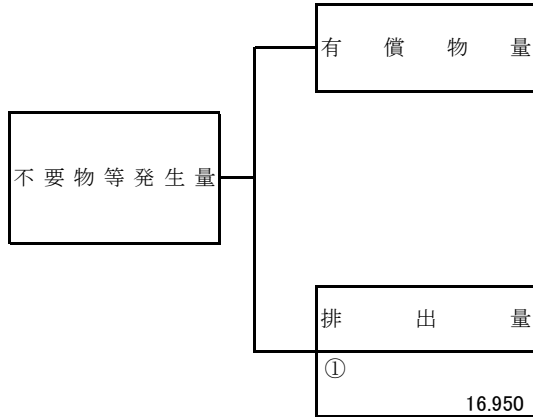 有償物量
不要物等発生量
排出量
①
16.950